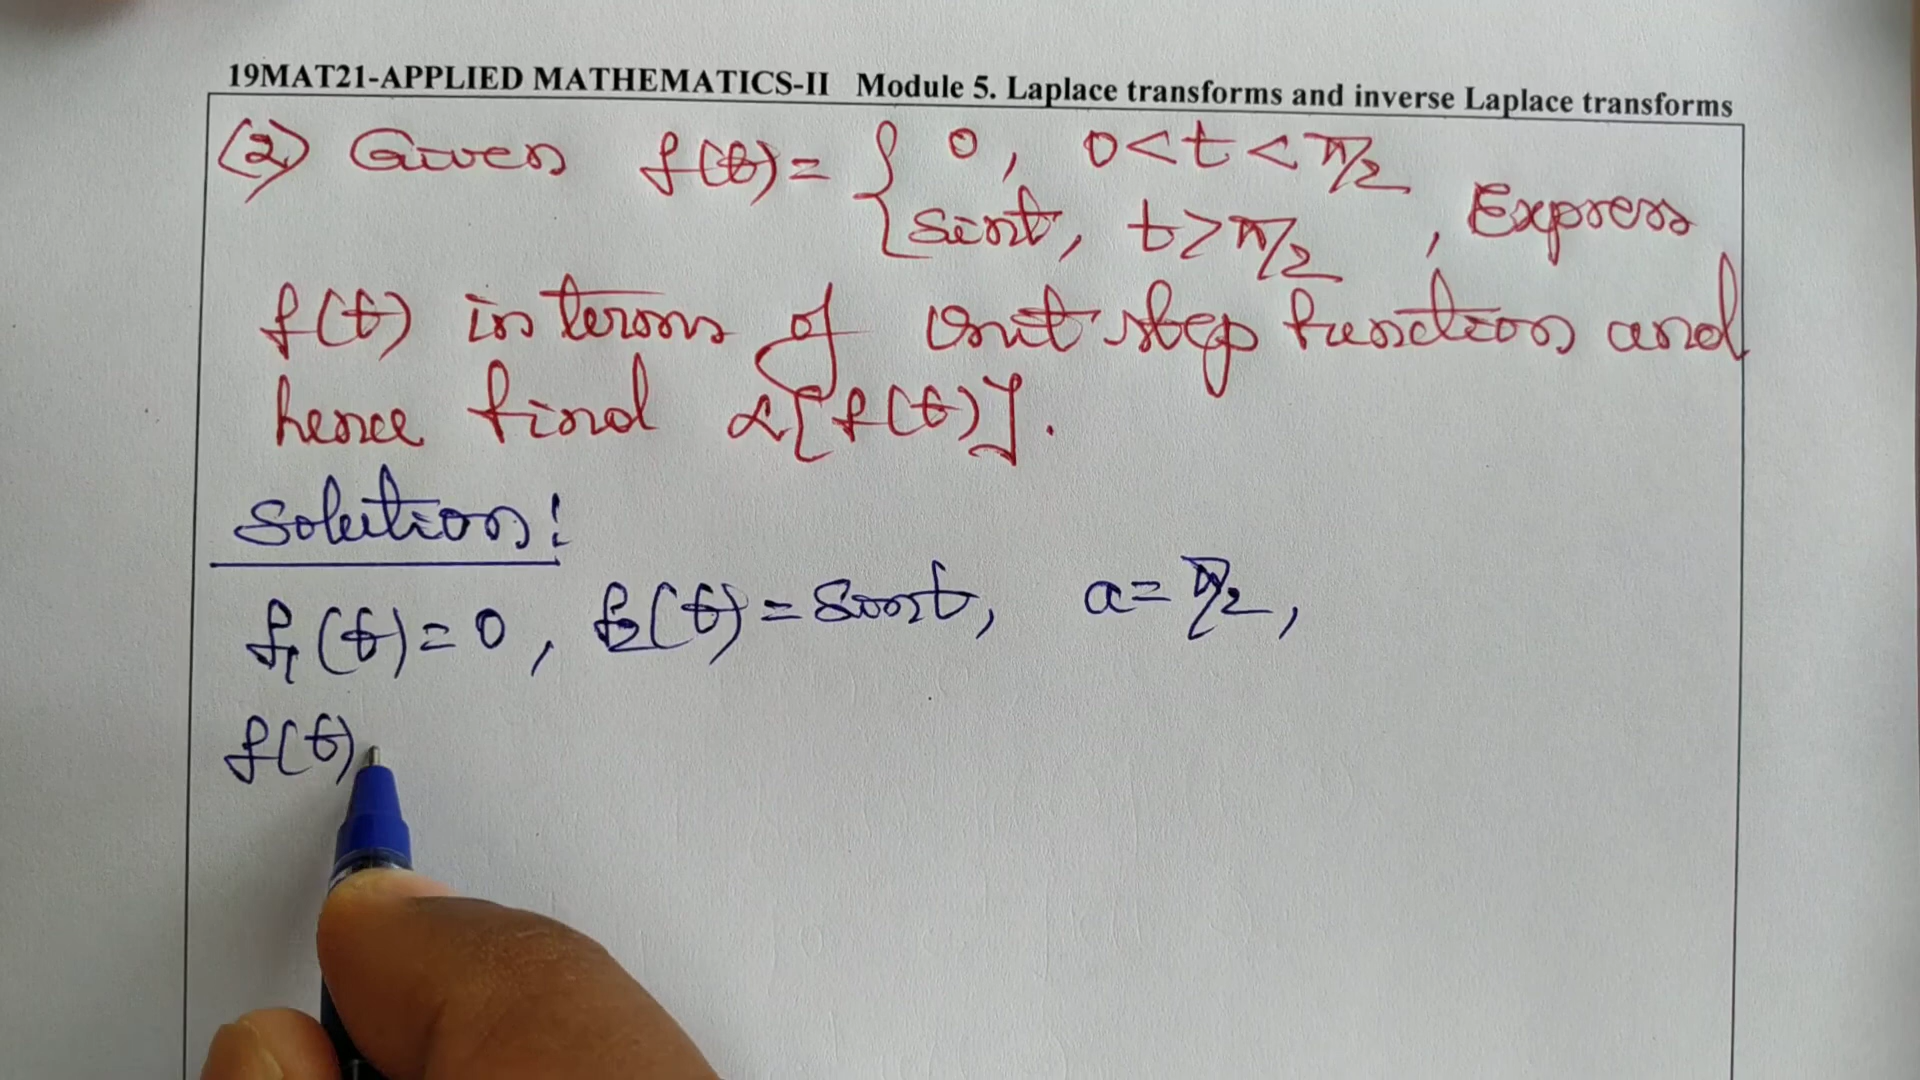 19MAT21-APPLIED MATHEMATICS-II Module 5. Laplace transforms and inverse Laplace transforms
(2) Given f(t) = { 0, 0<t<π/2
sint, t>π/2 , Express
f(t) in terms of Unit step function and
hence find L[f(t)].
Solution:
f₁(t)=0, f₂(t)=sint, a=π/2,
f(t)